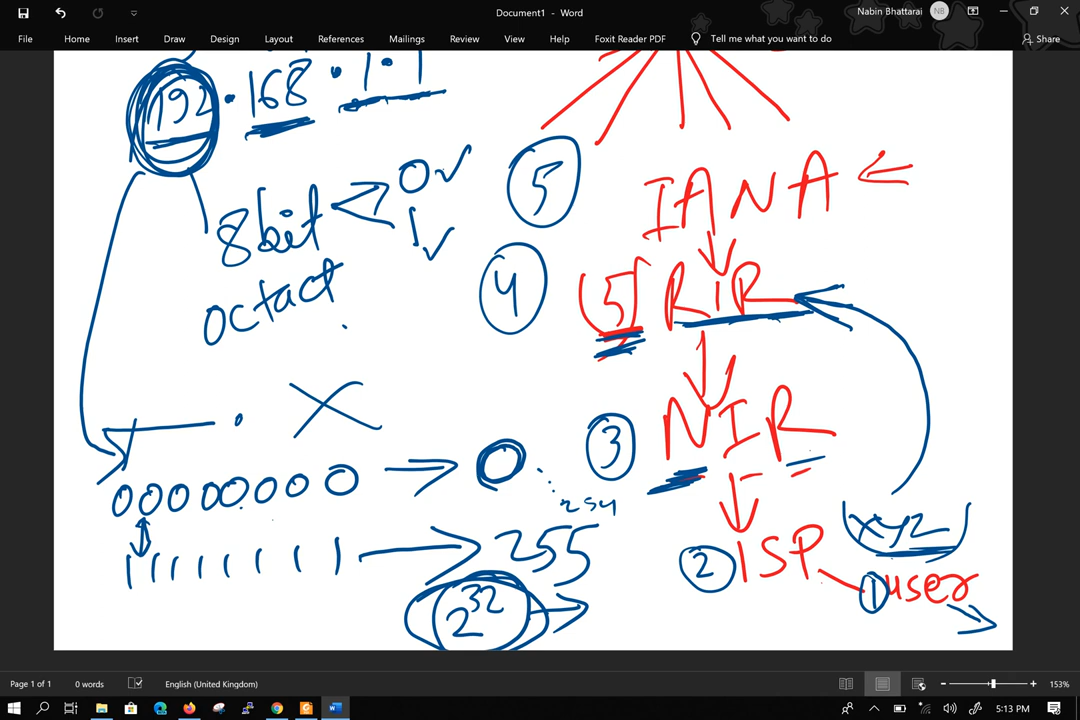 Document1 - Word
Nabin Bhattarai
NB
File Home Insert Draw Design Layout References Mailings Review View Help Foxit Reader PDF Tell me what you want to do
Share
192.168.1.1
8bit
0
1
octact
5
IANA
4
(5) RIR
3
NIR
00000000
0
254
11111111
255
2^32
2
ISP
xyz
1
user
Page 1 of 1 0 words English (United Kingdom) 153%
5:13 PM